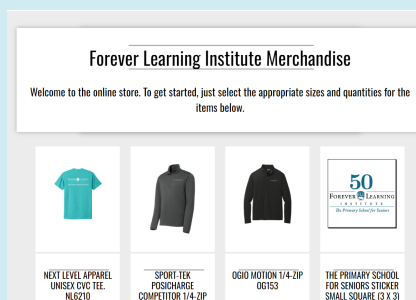 Forever Learning Institute Merchandise
Welcome to the online store. To get started, just select the appropriate sizes and quantities for the
items below.
50
FOREVER LEARNING
INSTITUTE
The Primary School for Seniors
NEXT LEVEL APPAREL
UNISEX CVC TEE.
NL6210
SPORT-TEK
POSICHARGE
COMPETITOR 1/4-ZIP
OGIO MOTION 1/4-ZIP
OG153
THE PRIMARY SCHOOL
FOR SENIORS STICKER
SMALL SQUARE (3 X 3)